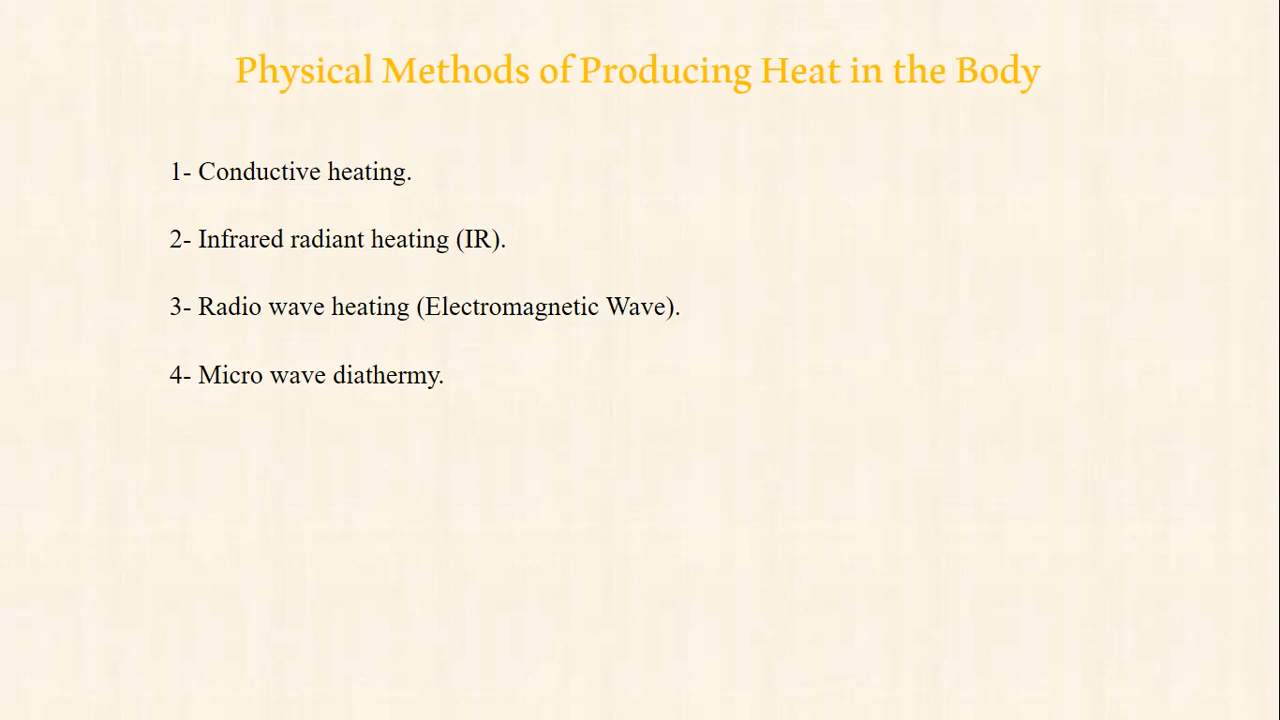 Physical Methods of Producing Heat in the Body
1- Conductive heating.
2- Infrared radiant heating (IR).
3- Radio wave heating (Electromagnetic Wave).
4- Micro wave diathermy.